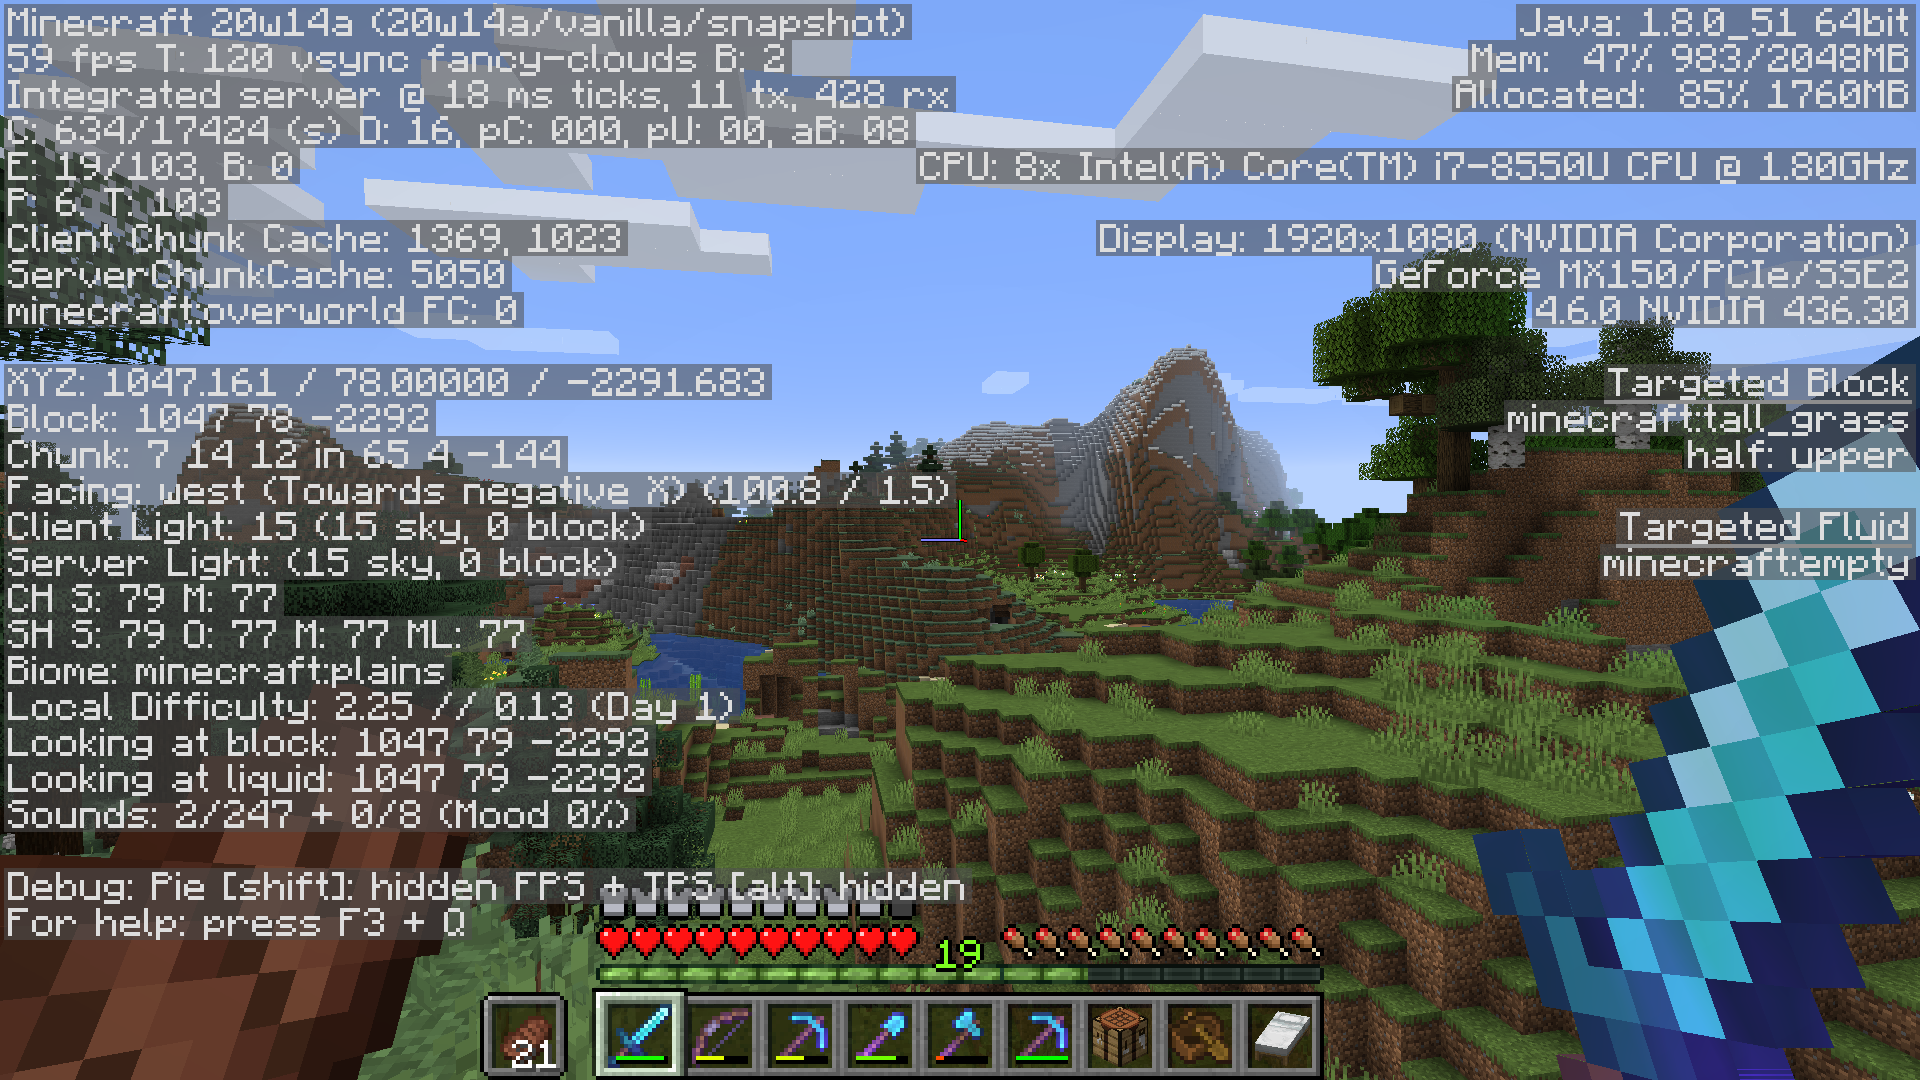 Minecraft 20w14a (20w14a/vanilla/snapshot)
59 fps T: 120 vsync fancy-clouds B: 2
Integrated server @ 18 ms ticks, 11 tx, 428 rx
C: 634/17424 (s) D: 16, pC: 000, pU: 00, aB: 08
E: 19/103, B: 0
P: 6. T: 103
Client Chunk Cache: 1369, 1023
ServerChunkCache: 5050
minecraft:overworld FC: 0
XYZ: 1047.161 / 78.00000 / -2291.683
Block: 1047 78 -2292
Chunk: 7 14 12 in 65 4 -144
Facing: west (Towards negative X) (100.8 / 1.5)
Client Light: 15 (15 sky, 0 block)
Server Light: (15 sky, 0 block)
CH S: 79 M: 77
SH S: 79 O: 77 M: 77 ML: 77
Biome: minecraft:plains
Local Difficulty: 2.25 // 0.13 (Day 1)
Looking at block: 1047 79 -2292
Looking at liquid: 1047 79 -2292
Sounds: 2/247 + 0/8 (Mood 0%)
Debug: Pie [shift]: hidden FPS + TPS [alt]: hidden
For help: press F3 + Q
Java: 1.8.0_51 64bit
Mem: 47% 983/2048MB
Allocated: 85% 1760MB
CPU: 8x Intel(R) Core(TM) i7-8550U CPU @ 1.80GHz
Display: 1920x1080 (NVIDIA Corporation)
GeForce MX150/PCIe/SSE2
4.6.0 NVIDIA 436.30
Targeted Block
minecraft:tall_grass
half: upper
Targeted Fluid
minecraft:empty
19
21